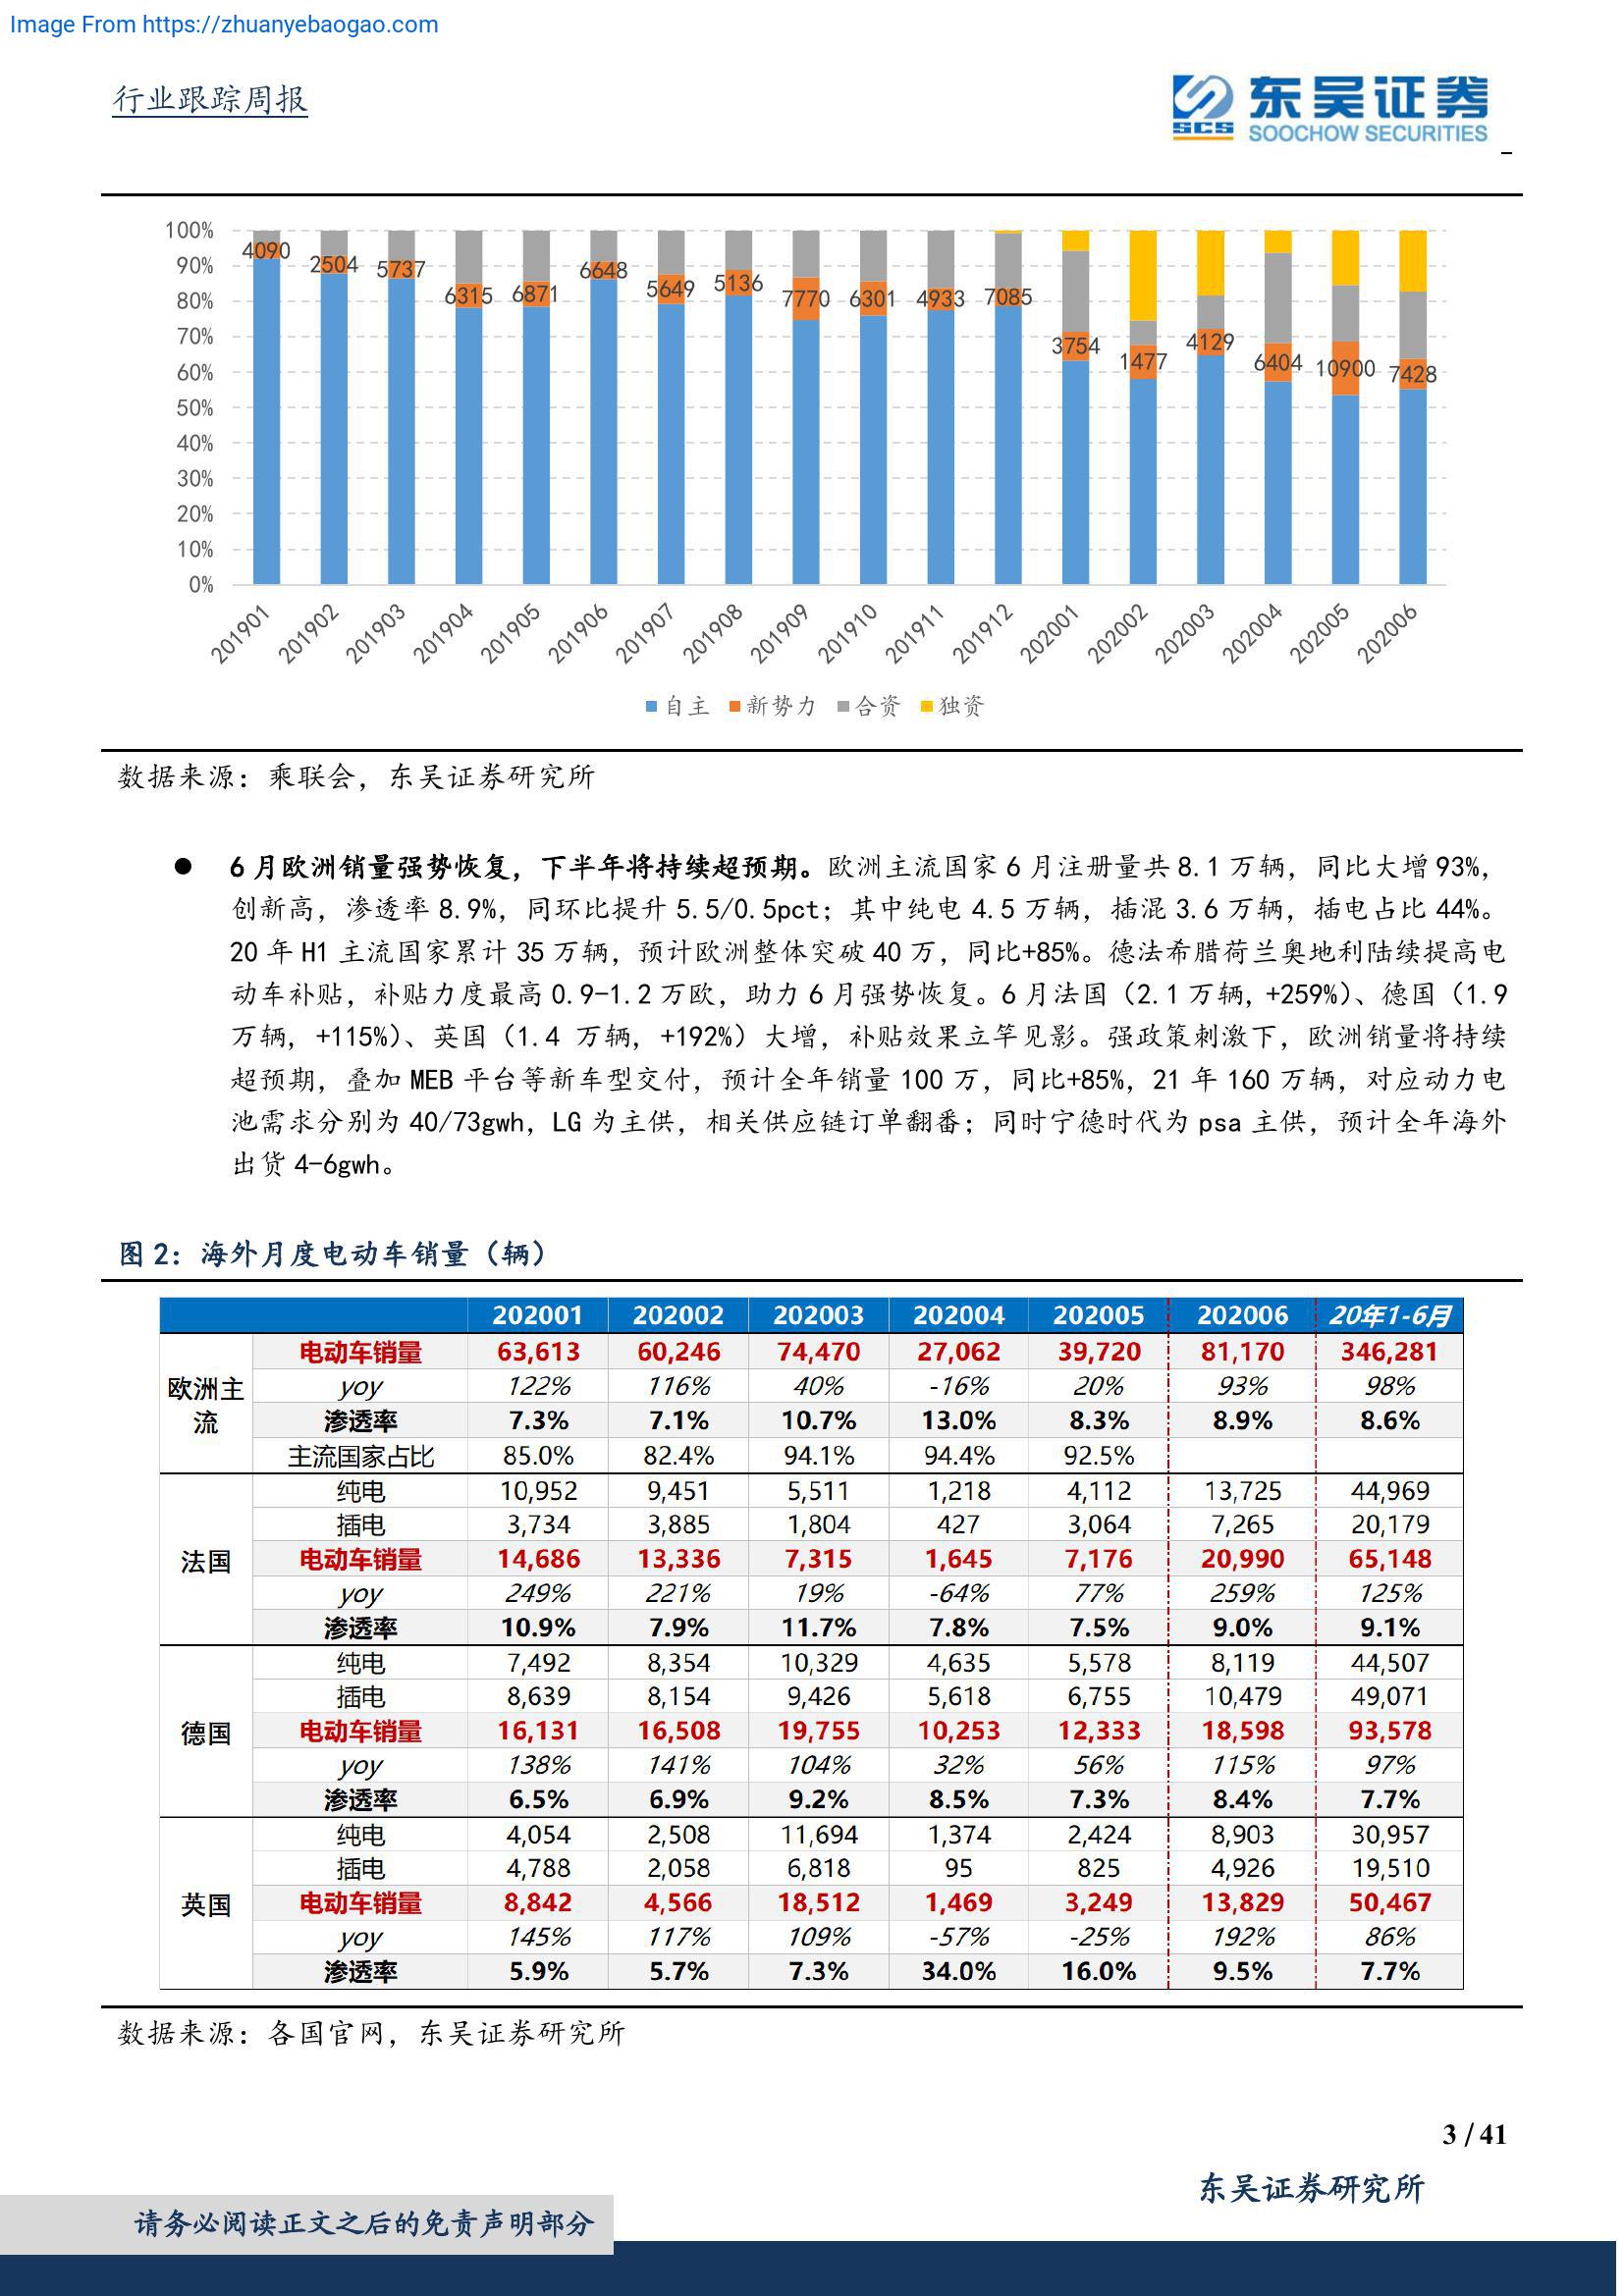 Image From https://zhuanyebaogao.com
行业跟踪周报
SCS
东吴证券
SOOCHOW SECURITIES
100%
90%
80%
70%
60%
50%
40%
30%
20%
10%
0%
4090 2504 5737 6315 6871 6648 5649 5136 7770 6301 4933 7085 3754 1477 4129 6404 10900 7428
201901 201902 201903 201904 201905 201906 201907 201908 201909 201910 201911 201912 202001 202002 202003 202004 202005 202006
自主 新势力 合资 独资
数据来源：乘联会，东吴证券研究所
● 6 月欧洲销量强势恢复，下半年将持续超预期。欧洲主流国家 6 月注册量共 8.1 万辆，同比大增 93%，
创新高，渗透率 8.9%，同环比提升 5.5/0.5pct；其中纯电 4.5 万辆，插混 3.6 万辆，插电占比 44%。
20 年 H1 主流国家累计 35 万辆，预计欧洲整体突破 40 万，同比+85%。德法希腊荷兰奥地利陆续提高电
动车补贴，补贴力度最高 0.9-1.2 万欧，助力 6 月强势恢复。6 月法国（2.1 万辆，+259%）、德国（1.9
万辆，+115%）、英国（1.4 万辆，+192%）大增，补贴效果立竿见影。强政策刺激下，欧洲销量将持续
超预期，叠加 MEB 平台等新车型交付，预计全年销量 100 万，同比+85%，21 年 160 万辆，对应动力电
池需求分别为 40/73gwh，LG 为主供，相关供应链订单翻番；同时宁德时代为 psa 主供，预计全年海外
出货 4-6gwh。
图 2：海外月度电动车销量（辆）
202001 202002 202003 202004 202005 202006 20年1-6月
欧洲主流
电动车销量 63,613 60,246 74,470 27,062 39,720 81,170 346,281
yoy 122% 116% 40% -16% 20% 93% 98%
渗透率 7.3% 7.1% 10.7% 13.0% 8.3% 8.9% 8.6%
主流国家占比 85.0% 82.4% 94.1% 94.4% 92.5%
法国
纯电 10,952 9,451 5,511 1,218 4,112 13,725 44,969
插电 3,734 3,885 1,804 427 3,064 7,265 20,179
电动车销量 14,686 13,336 7,315 1,645 7,176 20,990 65,148
yoy 249% 221% 19% -64% 77% 259% 125%
渗透率 10.9% 7.9% 11.7% 7.8% 7.5% 9.0% 9.1%
德国
纯电 7,492 8,354 10,329 4,635 5,578 8,119 44,507
插电 8,639 8,154 9,426 5,618 6,755 10,479 49,071
电动车销量 16,131 16,508 19,755 10,253 12,333 18,598 93,578
yoy 138% 141% 104% 32% 56% 115% 97%
渗透率 6.5% 6.9% 9.2% 8.5% 7.3% 8.4% 7.7%
英国
纯电 4,054 2,508 11,694 1,374 2,424 8,903 30,957
插电 4,788 2,058 6,818 95 825 4,926 19,510
电动车销量 8,842 4,566 18,512 1,469 3,249 13,829 50,467
yoy 145% 117% 109% -57% -25% 192% 86%
渗透率 5.9% 5.7% 7.3% 34.0% 16.0% 9.5% 7.7%
数据来源：各国官网，东吴证券研究所
3 / 41
东吴证券研究所
请务必阅读正文之后的免责声明部分